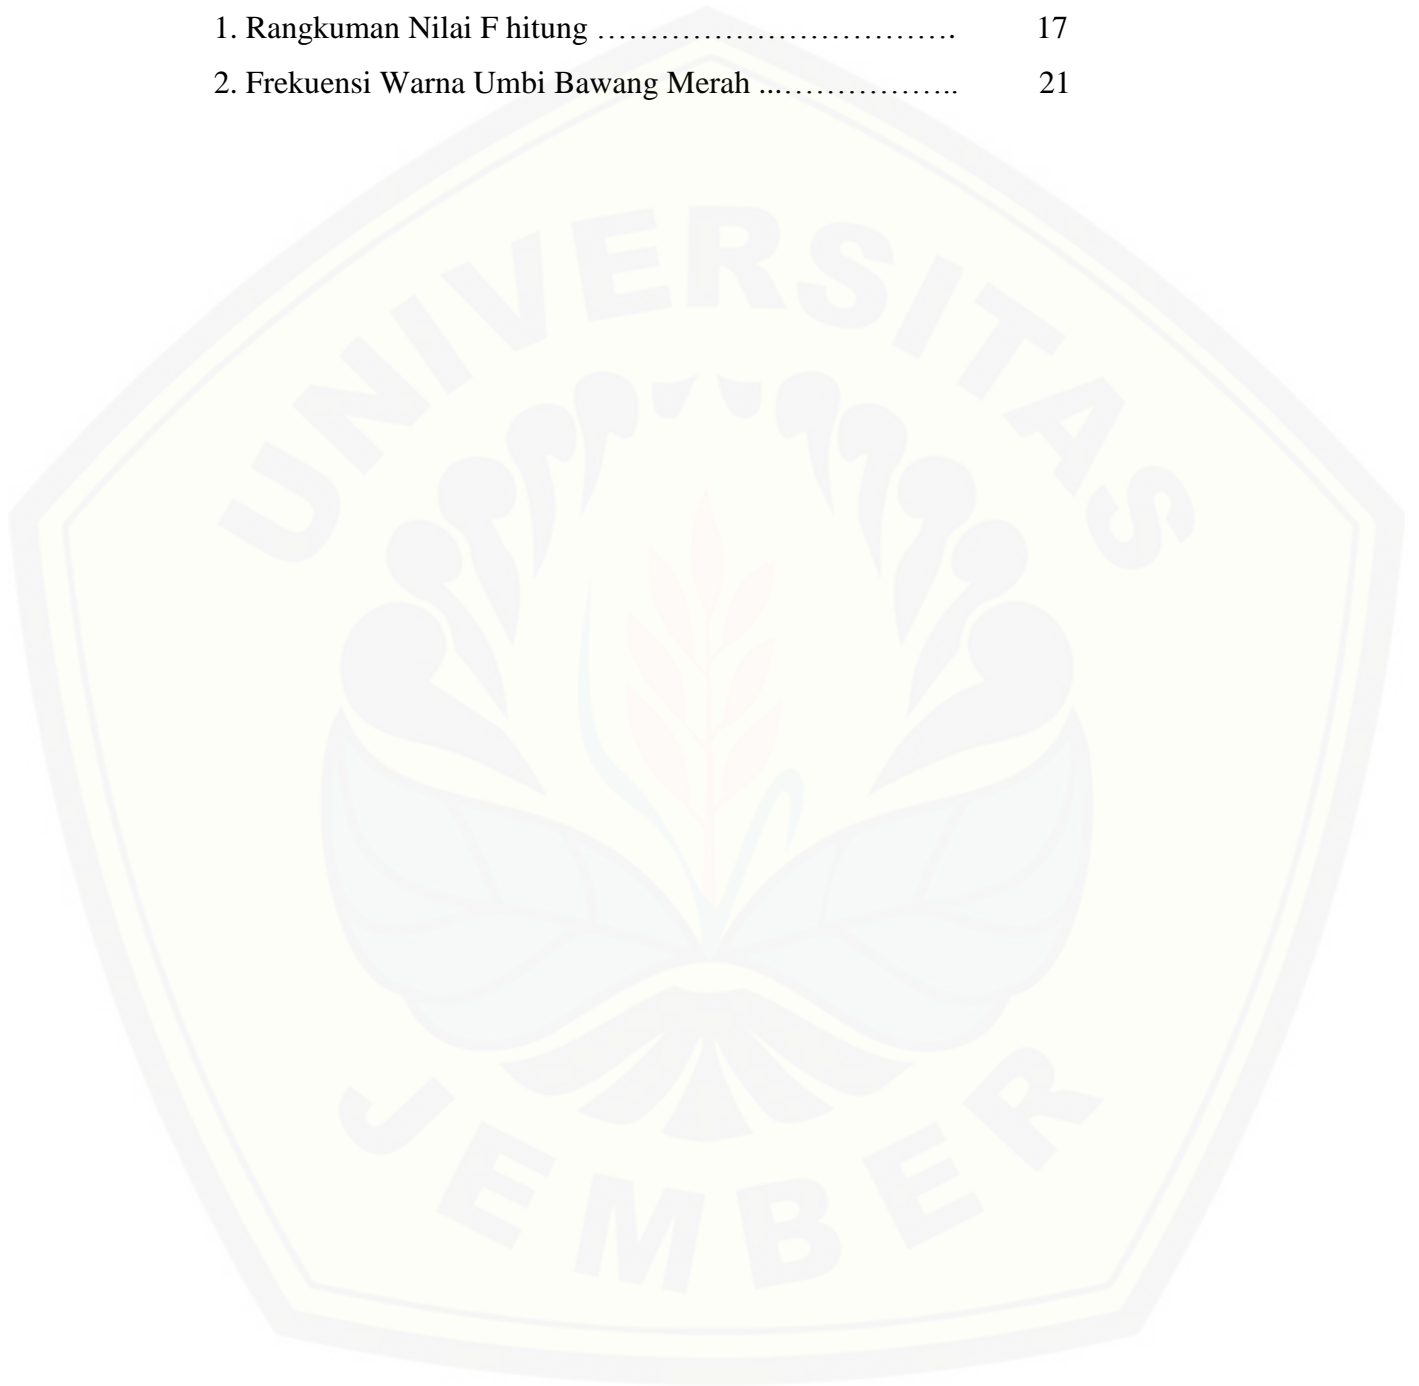 1. Rangkuman Nilai F hitung ……………………………. 17
2. Frekuensi Warna Umbi Bawang Merah ...…………….. 21
UNIVERSITAS
JEMBER